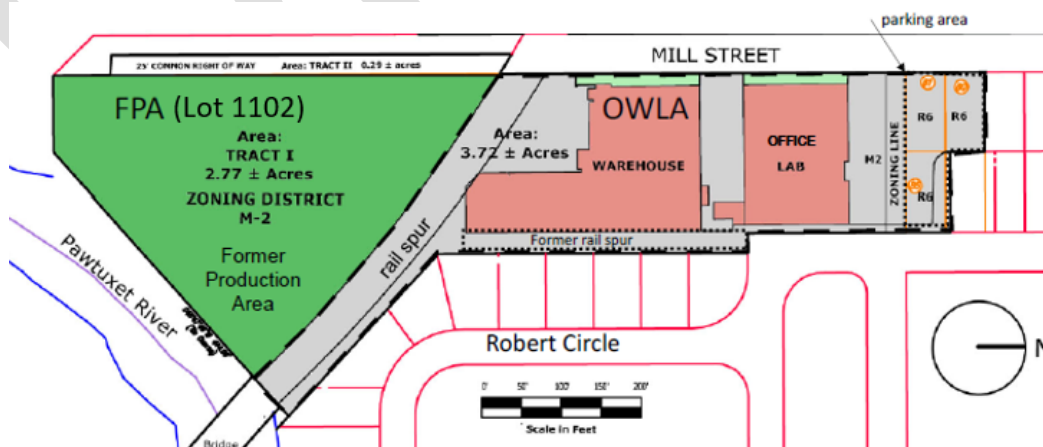 parking area
MILL STREET
25' COMMON RIGHT OF WAY Area: TRACT II 0.29 ± acres
FPA (Lot 1102)
Area:
TRACT I
2.77 ± Acres
ZONING DISTRICT
M-2
Former
Production
Area
Pawtuxet River
rail spur
Area:
3.72 ± Acres
OWLA
WAREHOUSE
Former rail spur
OFFICE
LAB
M2
ZONING LINE
R6
R6
R6
Robert Circle
0' 50' 100' 150' 200'
Scale in Feet
Bridge
N